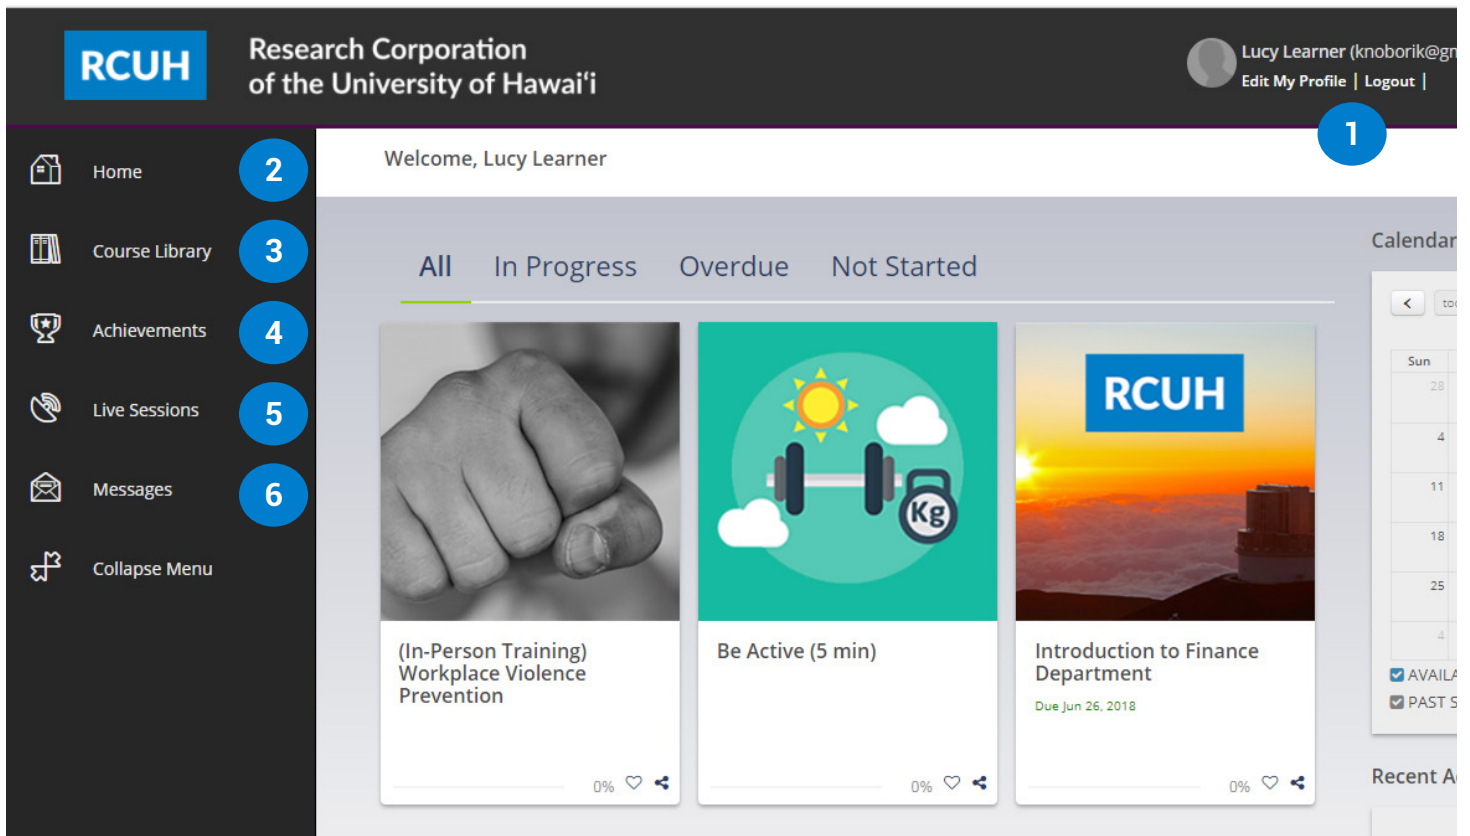 RCUH
Research Corporation
of the University of Hawaiʻi
Lucy Learner (knoborik@gm
Edit My Profile | Logout |
1
Home
2
Course Library
3
Achievements
4
Live Sessions
5
Messages
6
Collapse Menu
Welcome, Lucy Learner
All In Progress Overdue Not Started
(In-Person Training)
Workplace Violence
Prevention
0%
Kg
Be Active (5 min)
0%
RCUH
Introduction to Finance
Department
Due Jun 26, 2018
0%
Calendar
Sun
28
4
11
18
25
4
PAST S
Recent A